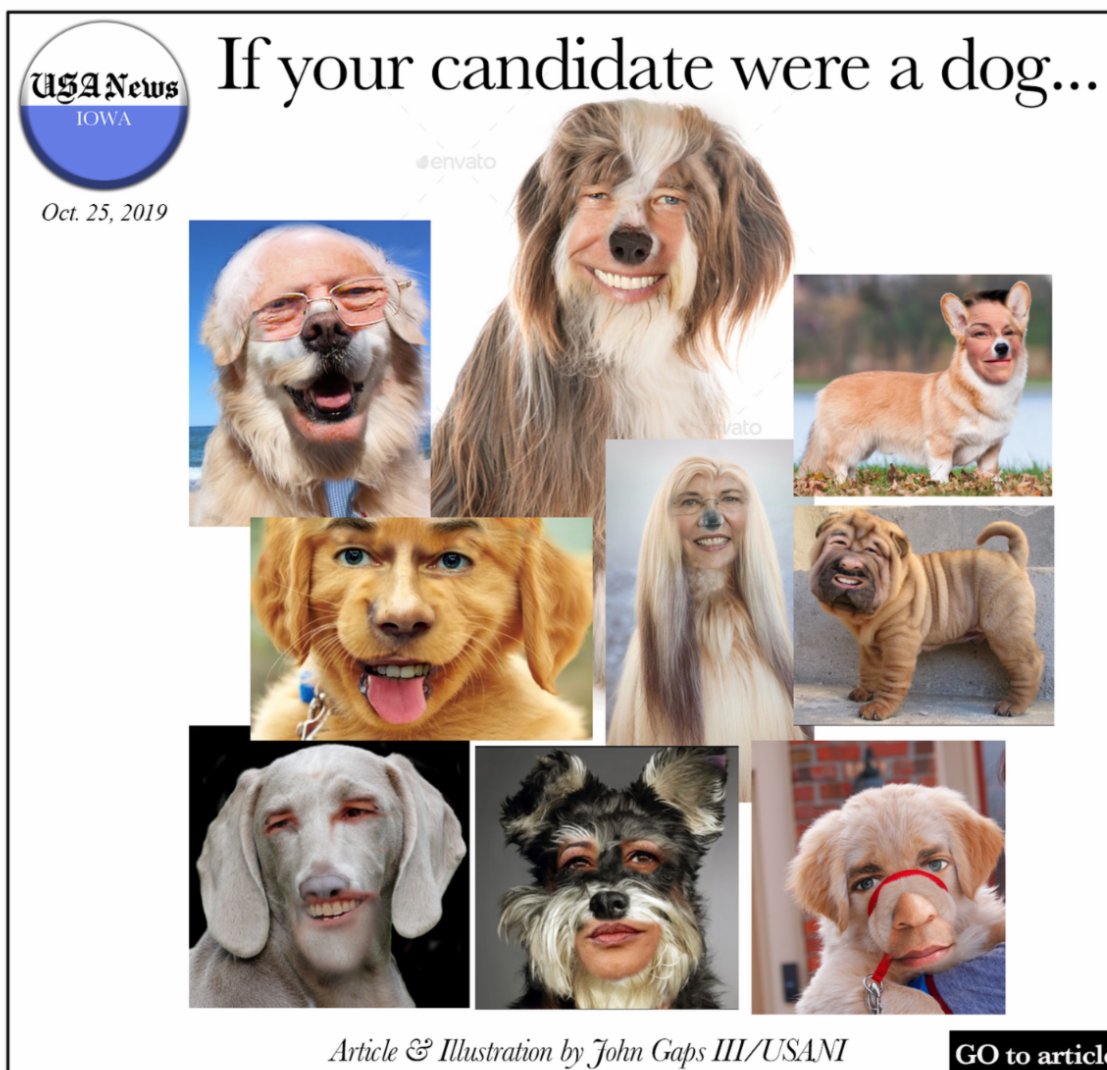 If your candidate were a dog...
USA News
IOWA
Oct. 25, 2019
envato
vato
Article & Illustration by John Gaps III/USANI
GO to article